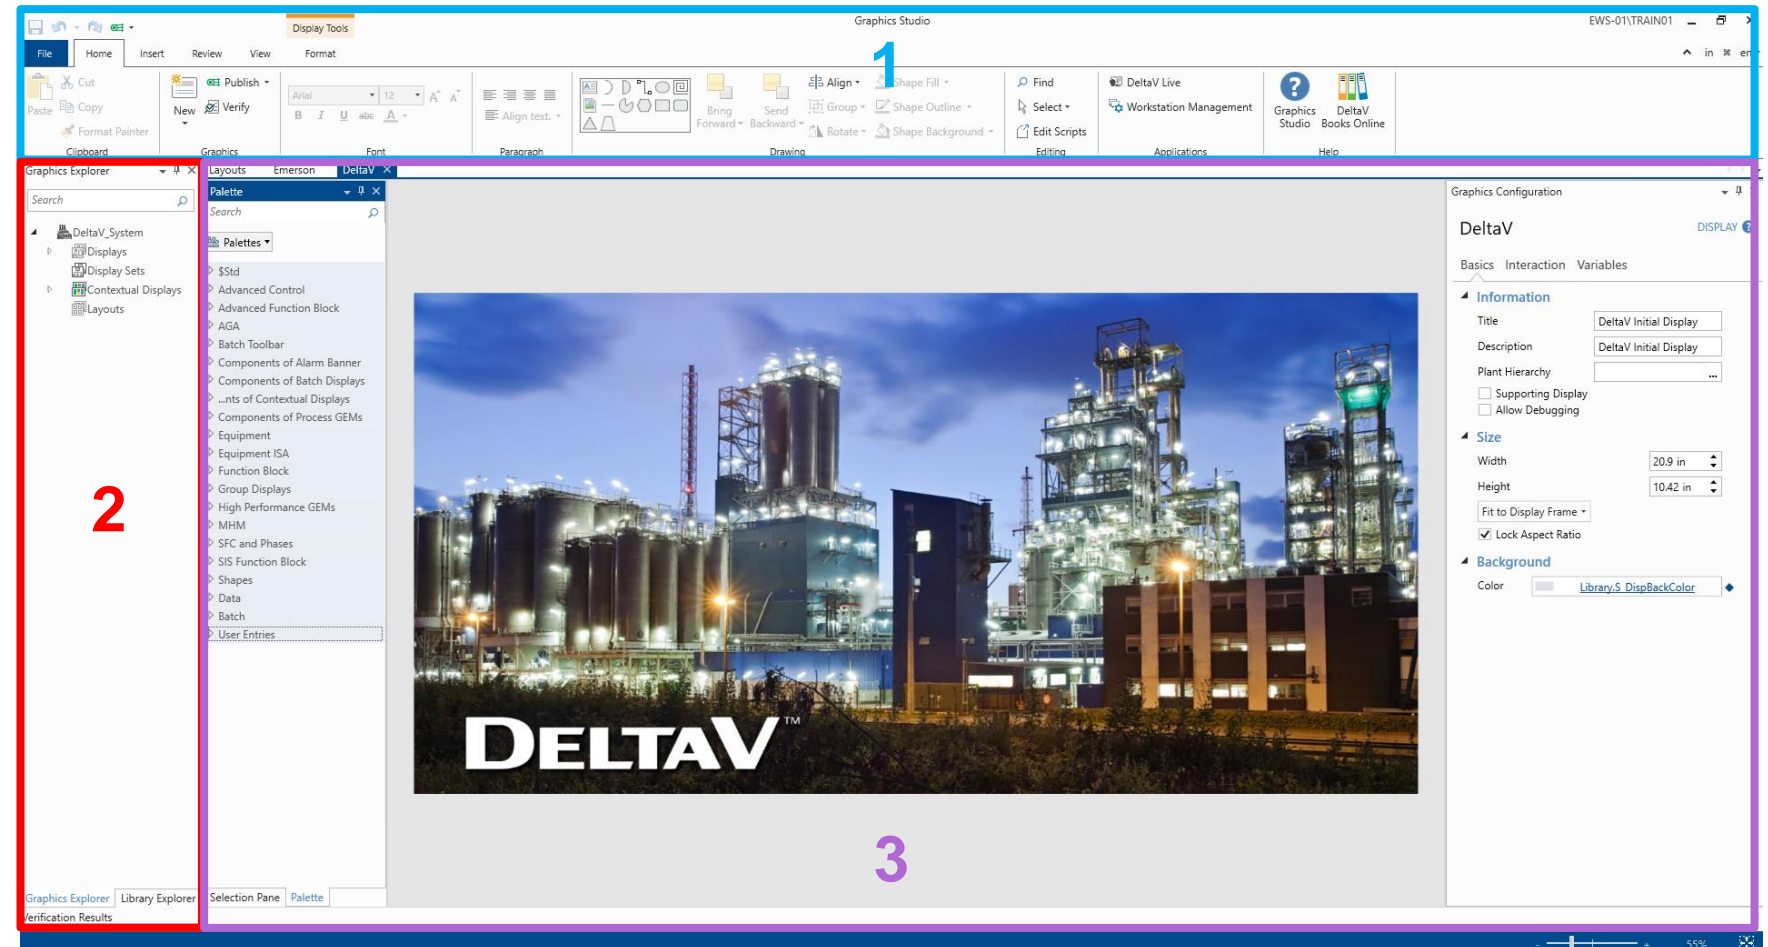 Display Tools
Graphics Studio
EWS-01\TRAIN01
File Home Insert Review View Format
in
Cut
Copy
Paste
Format Painter
Clipboard
New
Publish
Verify
Graphics
Arial 12 A A
B I U abc A
Font
Align text.
Paragraph
Bring Forward
Send Backward
Align
Group
Rotate
Shape Fill
Shape Outline
Shape Background
Drawing
Find
Select
Edit Scripts
Editing
DeltaV Live
Workstation Management
Applications
Graphics Studio
DeltaV Books Online
Help
1
Graphics Explorer
Search
DeltaV_System
Displays
Display Sets
Contextual Displays
Layouts
2
Graphics Explorer Library Explorer
Verification Results
Layouts Emerson DeltaV
Palette
Search
Palettes
$Std
Advanced Control
Advanced Function Block
AGA
Batch Toolbar
Components of Alarm Banner
Components of Batch Displays
...nts of Contextual Displays
Components of Process GEMs
Equipment
Equipment ISA
Function Block
Group Displays
High Performance GEMs
MHM
SFC and Phases
SIS Function Block
Shapes
Data
Batch
User Entries
Selection Pane Palette
DELTAV™
3
Graphics Configuration
DeltaV DISPLAY ?
Basics Interaction Variables
Information
Title DeltaV Initial Display
Description DeltaV Initial Display
Plant Hierarchy ...
Supporting Display
Allow Debugging
Size
Width 20.9 in
Height 10.42 in
Fit to Display Frame
Lock Aspect Ratio
Background
Color Library.S_DispBackColor
- + 55%